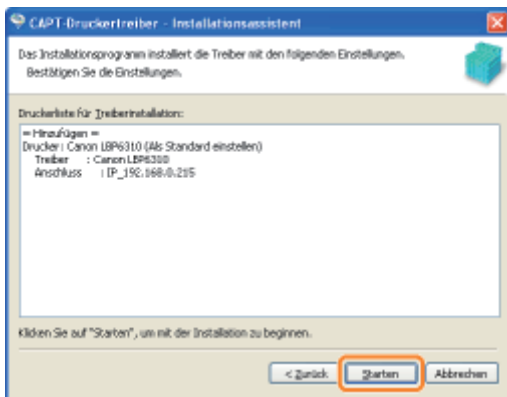 CAPT-Druckertreiber - Installationsassistent
Das Installationsprogramm installiert die Treiber mit den folgenden Einstellungen.
Bestätigen Sie die Einstellungen.
Druckerliste für Treiberinstallation:
= Hinzufügen =
Drucker: Canon LBP6310 (Als Standard einstellen)
Treiber : Canon LBP6310
Anschluss : IP_192.168.0.215
Klicken Sie auf "Starten", um mit der Installation zu beginnen.
< Zurück Starten Abbrechen